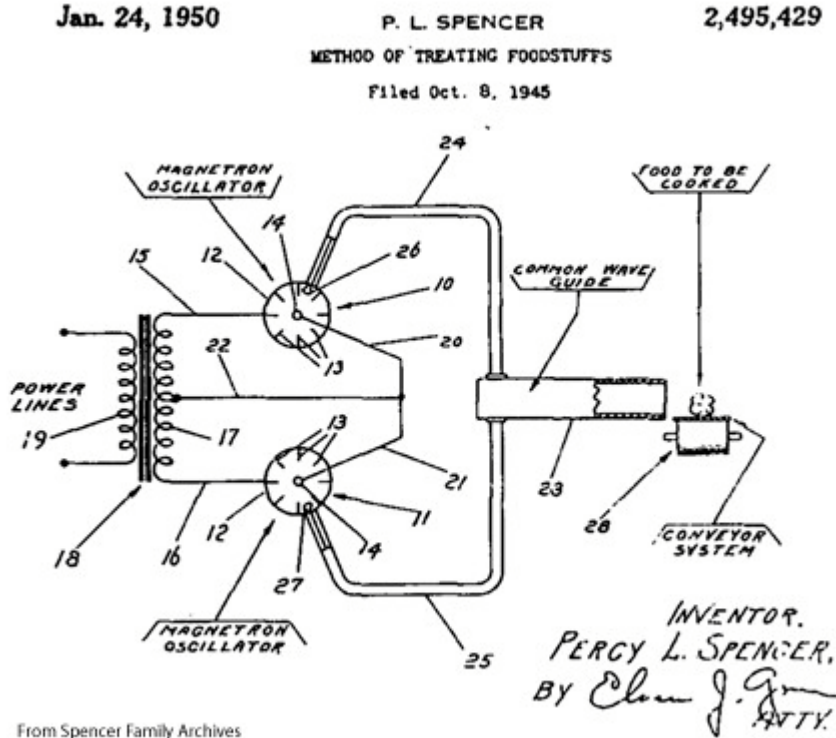 Jan. 24, 1950
P. L. SPENCER
2,495,429
METHOD OF TREATING FOODSTUFFS
Filed Oct. 8, 1945
24
MAGNETRON
OSCILLATOR
FOOD TO BE
COOKED
14
12
26
15
10
COMMON WAVE
GUIDE
20
13
22
POWER
LINES
19
17
13
21
23
12
11
28
18
16
27
14
CONVEYOR
SYSTEM
MAGNETRON
OSCILLATOR
25
INVENTOR.
PERCY L. SPENCER.
BY
ATTY.
From Spencer Family Archives